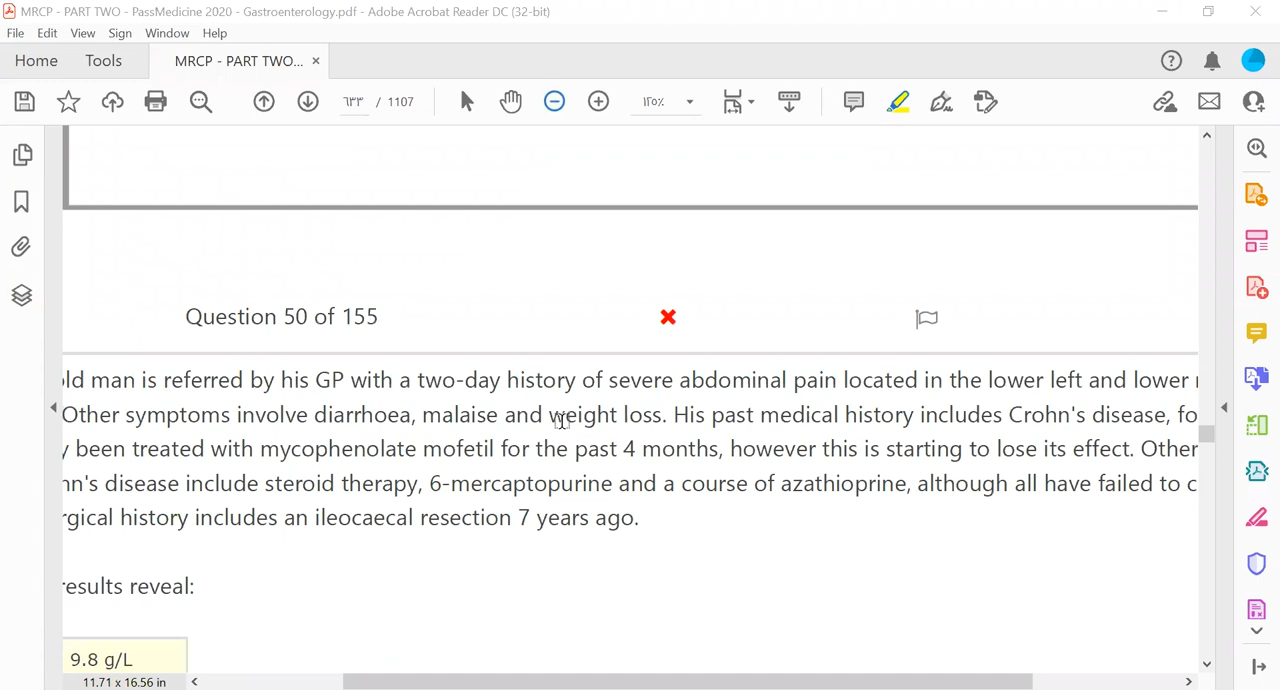 MRCP - PART TWO - PassMedicine 2020 - Gastroenterology.pdf - Adobe Acrobat Reader DC (32-bit)
File Edit View Sign Window Help
Home Tools MRCP - PART TWO... ×
٦٣٣ / 1107 ١٢٥٪
Question 50 of 155
old man is referred by his GP with a two-day history of severe abdominal pain located in the lower left and lower r
Other symptoms involve diarrhoea, malaise and weight loss. His past medical history includes Crohn's disease, fo
y been treated with mycophenolate mofetil for the past 4 months, however this is starting to lose its effect. Other
hn's disease include steroid therapy, 6-mercaptopurine and a course of azathioprine, although all have failed to c
rgical history includes an ileocaecal resection 7 years ago.
results reveal:
9.8 g/L
11.71 x 16.56 in